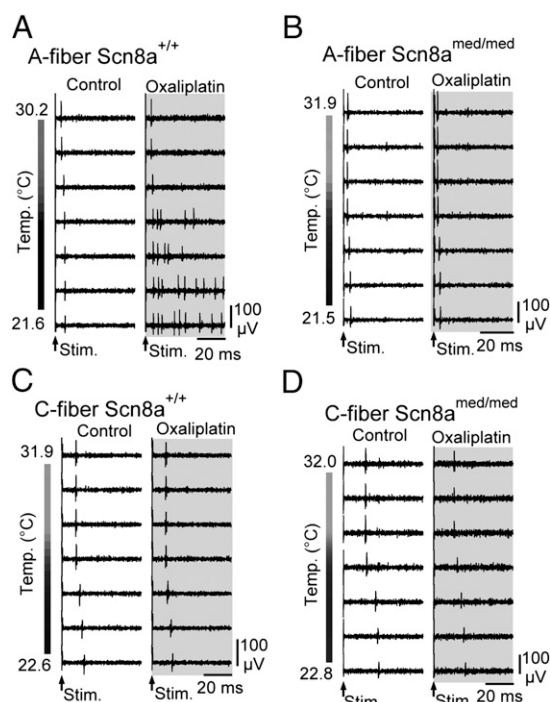 A
A-fiber Scn8a+/+
Control Oxaliplatin
30.2
Temp. (°C)
21.6
Stim. Stim.
100 µV
20 ms
B
A-fiber Scn8amed/med
Control Oxaliplatin
31.9
Temp. (°C)
21.5
Stim. Stim.
100 µV
20 ms
C
C-fiber Scn8a+/+
Control Oxaliplatin
31.9
Temp. (°C)
22.6
Stim. Stim.
100 µV
20 ms
D
C-fiber Scn8amed/med
Control Oxaliplatin
32.0
Temp. (°C)
22.8
Stim. Stim.
100 µV
20 ms